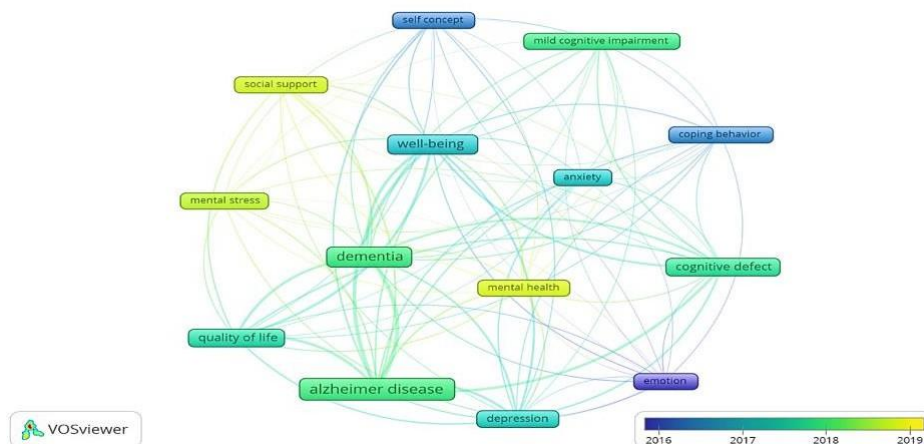 self concept
mild cognitive impairment
social support
coping behavior
well-being
anxiety
mental stress
dementia
cognitive defect
mental health
quality of life
alzheimer disease
emotion
depression
VOSviewer
2016 2017 2018